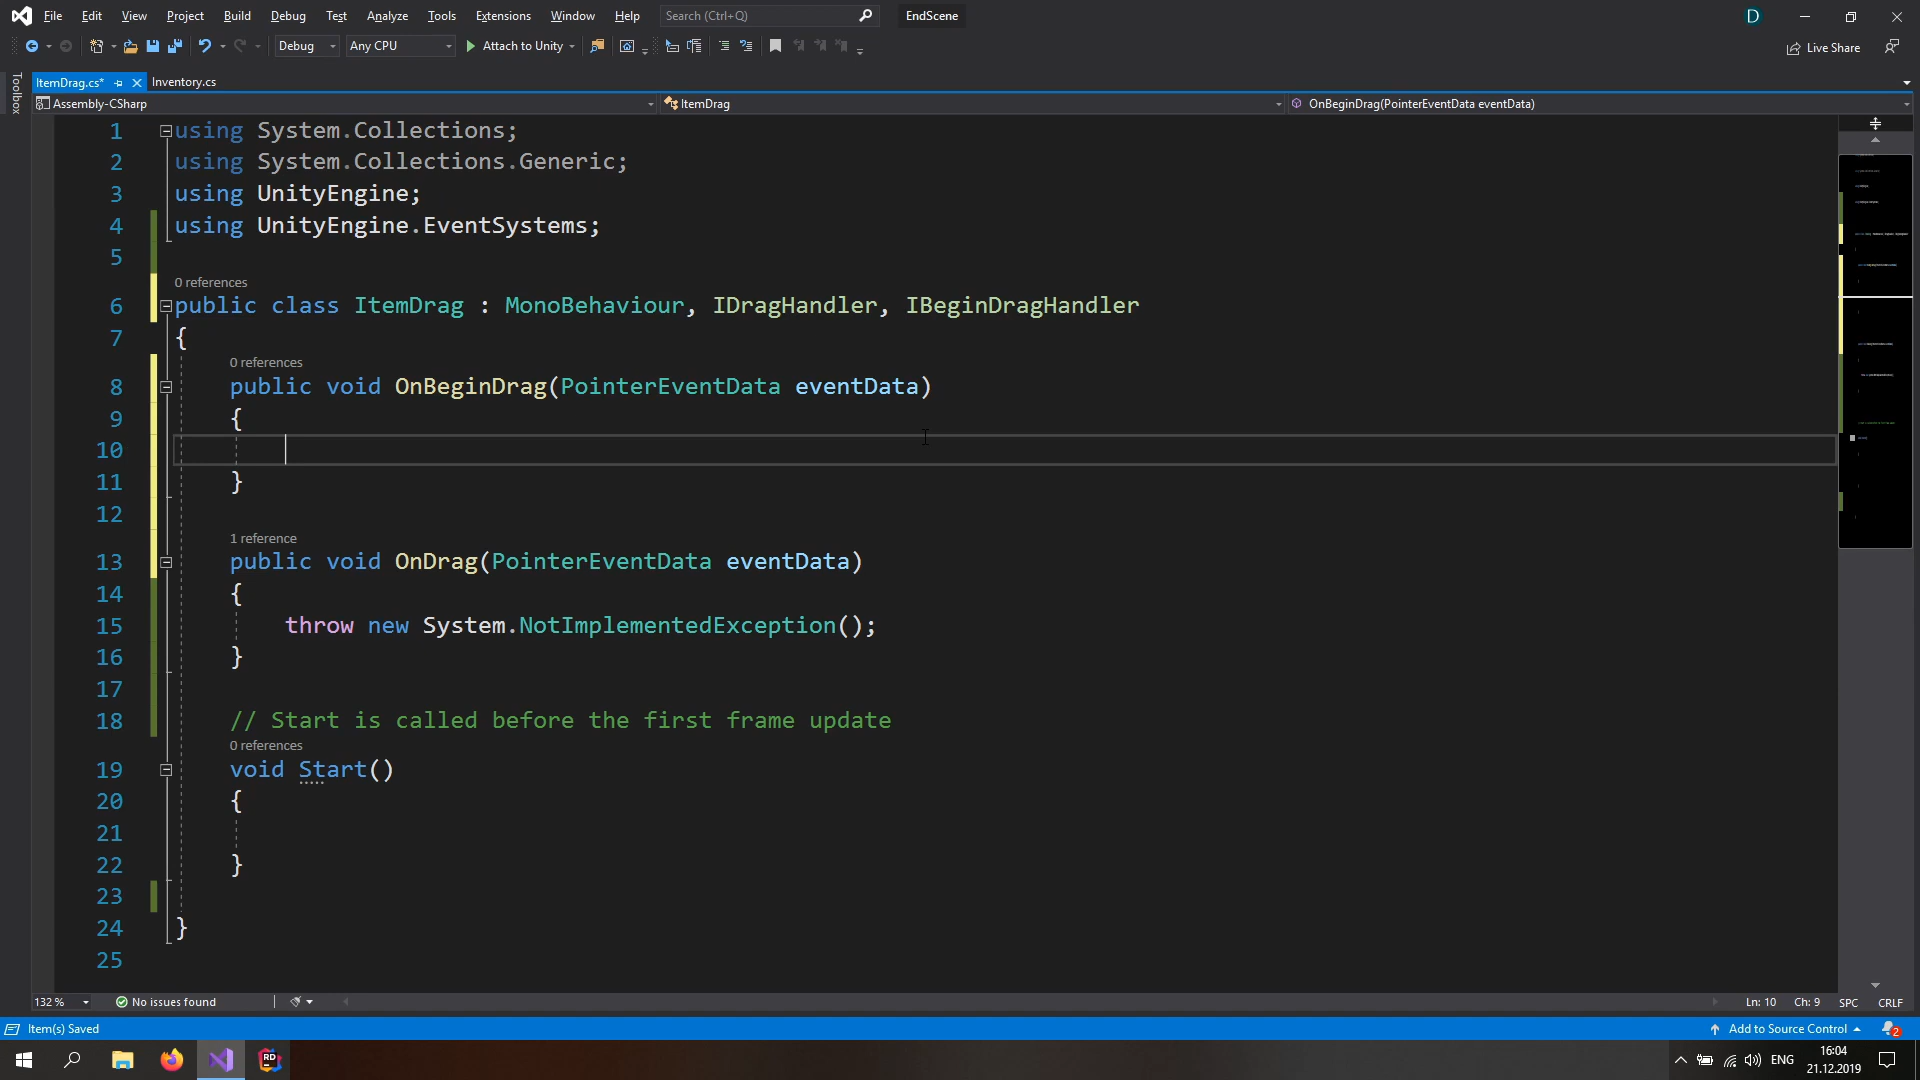 File Edit View Project Build Debug Test Analyze Tools Extensions Window Help Search (Ctrl+Q) EndScene D
Debug Any CPU Attach to Unity Live Share
Toolbox
ItemDrag.cs* Inventory.cs
Assembly-CSharp ItemDrag OnBeginDrag(PointerEventData eventData)
1 using System.Collections;
2 using System.Collections.Generic;
3 using UnityEngine;
4 using UnityEngine.EventSystems;
5
0 references
6 public class ItemDrag : MonoBehaviour, IDragHandler, IBeginDragHandler
7 {
0 references
8 public void OnBeginDrag(PointerEventData eventData)
9 {
10
11 }
12
1 reference
13 public void OnDrag(PointerEventData eventData)
14 {
15 throw new System.NotImplementedException();
16 }
17
18 // Start is called before the first frame update
0 references
19 void Start()
20 {
21
22 }
23
24 }
25
132 % No issues found Ln: 10 Ch: 9 SPC CRLF
Item(s) Saved Add to Source Control 2
RD ENG 16:04
21.12.2019